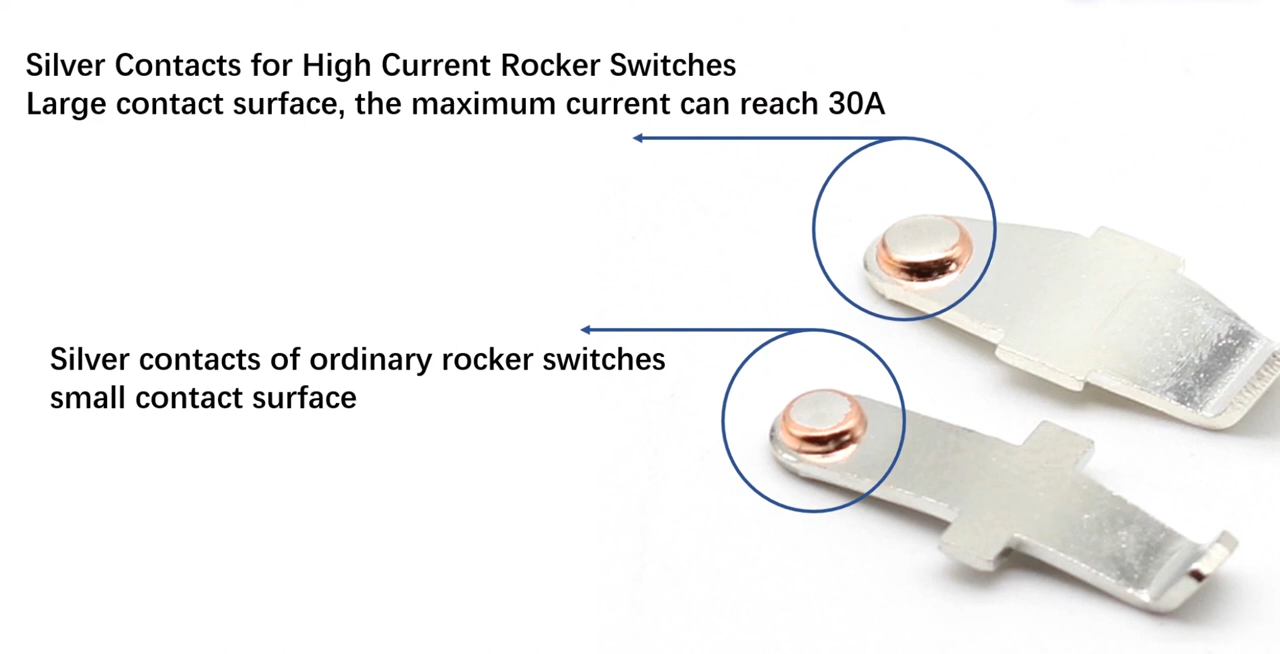 Silver Contacts for High Current Rocker Switches
Large contact surface, the maximum current can reach 30A
Silver contacts of ordinary rocker switches
small contact surface